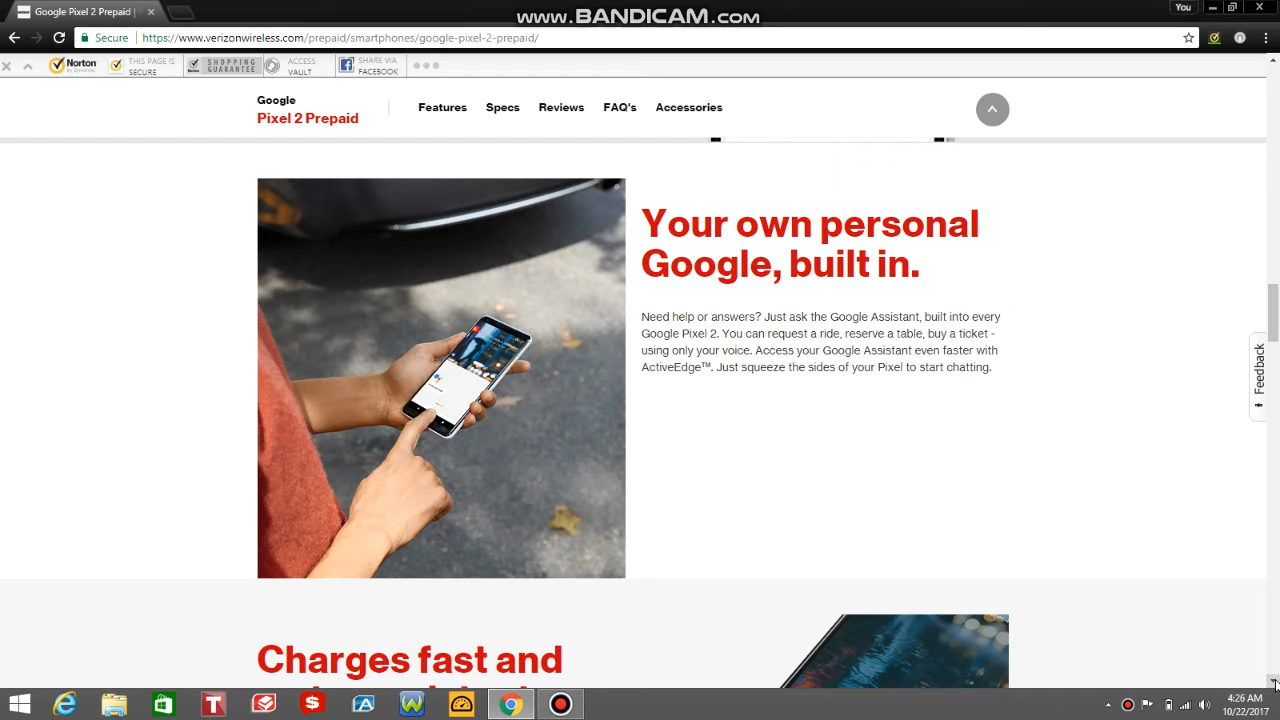 Google Pixel 2 Prepaid |
www.BANDICAM.com
You
Secure
https://www.verizonwireless.com/prepaid/smartphones/google-pixel-2-prepaid/
Norton
by Symantec
THIS PAGE IS
SECURE
Norton
SHOPPING
GUARANTEE
ACCESS
VAULT
SHARE VIA
FACEBOOK
Google
Pixel 2 Prepaid
Features
Specs
Reviews
FAQ's
Accessories
Your own personal
Google, built in.
Need help or answers? Just ask the Google Assistant, built into every
Google Pixel 2. You can request a ride, reserve a table, buy a ticket -
using only your voice. Access your Google Assistant even faster with
ActiveEdge™. Just squeeze the sides of your Pixel to start chatting.
Feedback
Charges fast and
4:26 AM
10/22/2017